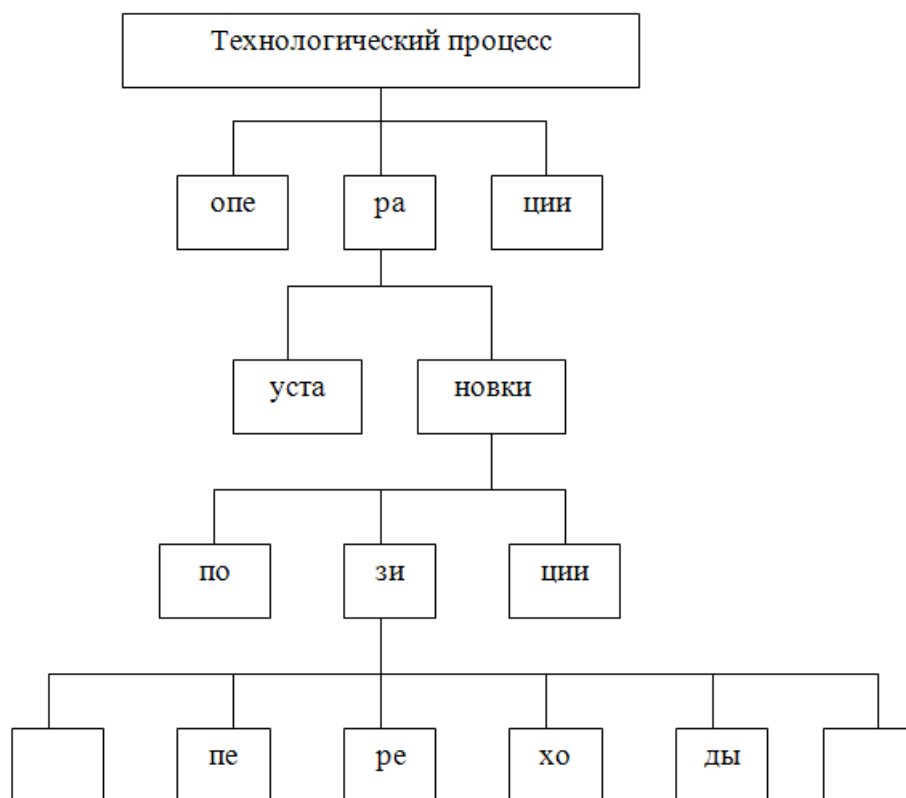 Технологический процесс
опе ра ции
уста новки
по зи ции
пе ре хо ды